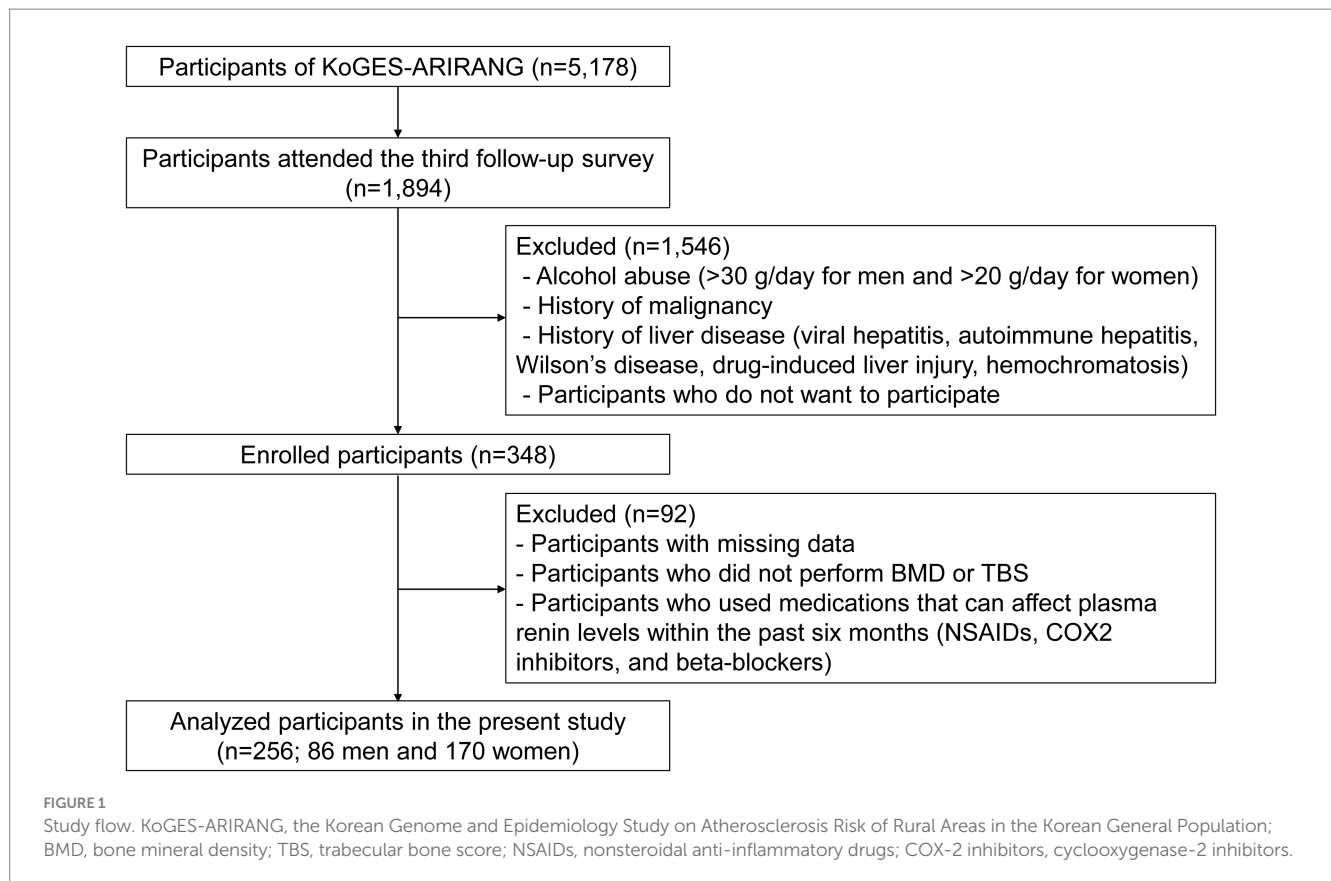 Participants of KoGES-ARIRANG (n=5,178)
Participants attended the third follow-up survey
(n=1,894)
Excluded (n=1,546)
- Alcohol abuse (>30 g/day for men and >20 g/day for women)
- History of malignancy
- History of liver disease (viral hepatitis, autoimmune hepatitis,
Wilson's disease, drug-induced liver injury, hemochromatosis)
- Participants who do not want to participate
Enrolled participants (n=348)
Excluded (n=92)
- Participants with missing data
- Participants who did not perform BMD or TBS
- Participants who used medications that can affect plasma
renin levels within the past six months (NSAIDs, COX2
inhibitors, and beta-blockers)
Analyzed participants in the present study
(n=256; 86 men and 170 women)
FIGURE 1
Study flow. KoGES-ARIRANG, the Korean Genome and Epidemiology Study on Atherosclerosis Risk of Rural Areas in the Korean General Population;
BMD, bone mineral density; TBS, trabecular bone score; NSAIDs, nonsteroidal anti-inflammatory drugs; COX-2 inhibitors, cyclooxygenase-2 inhibitors.